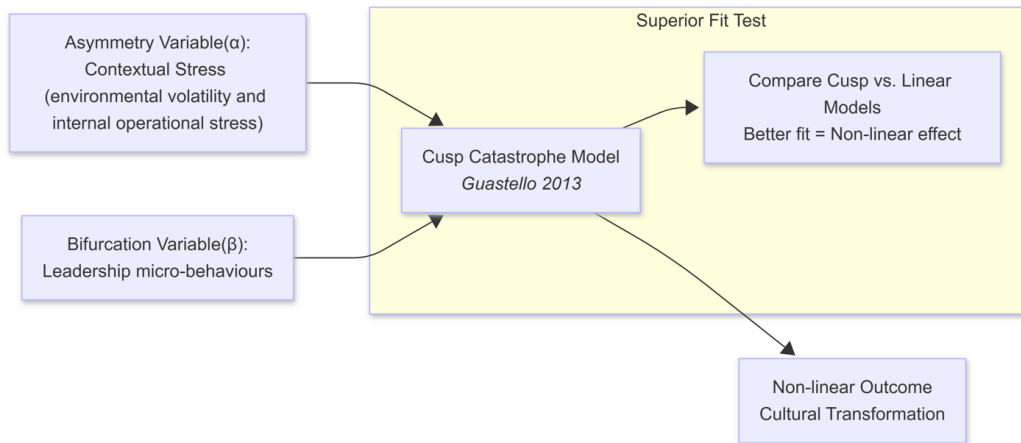 Superior Fit Test
Asymmetry Variable(α):
Contextual Stress
(environmental volatility and
internal operational stress)
Compare Cusp vs. Linear
Models
Better fit = Non-linear effect
Cusp Catastrophe Model
Guastello 2013
Bifurcation Variable(β):
Leadership micro-behaviours
Non-linear Outcome
Cultural Transformation